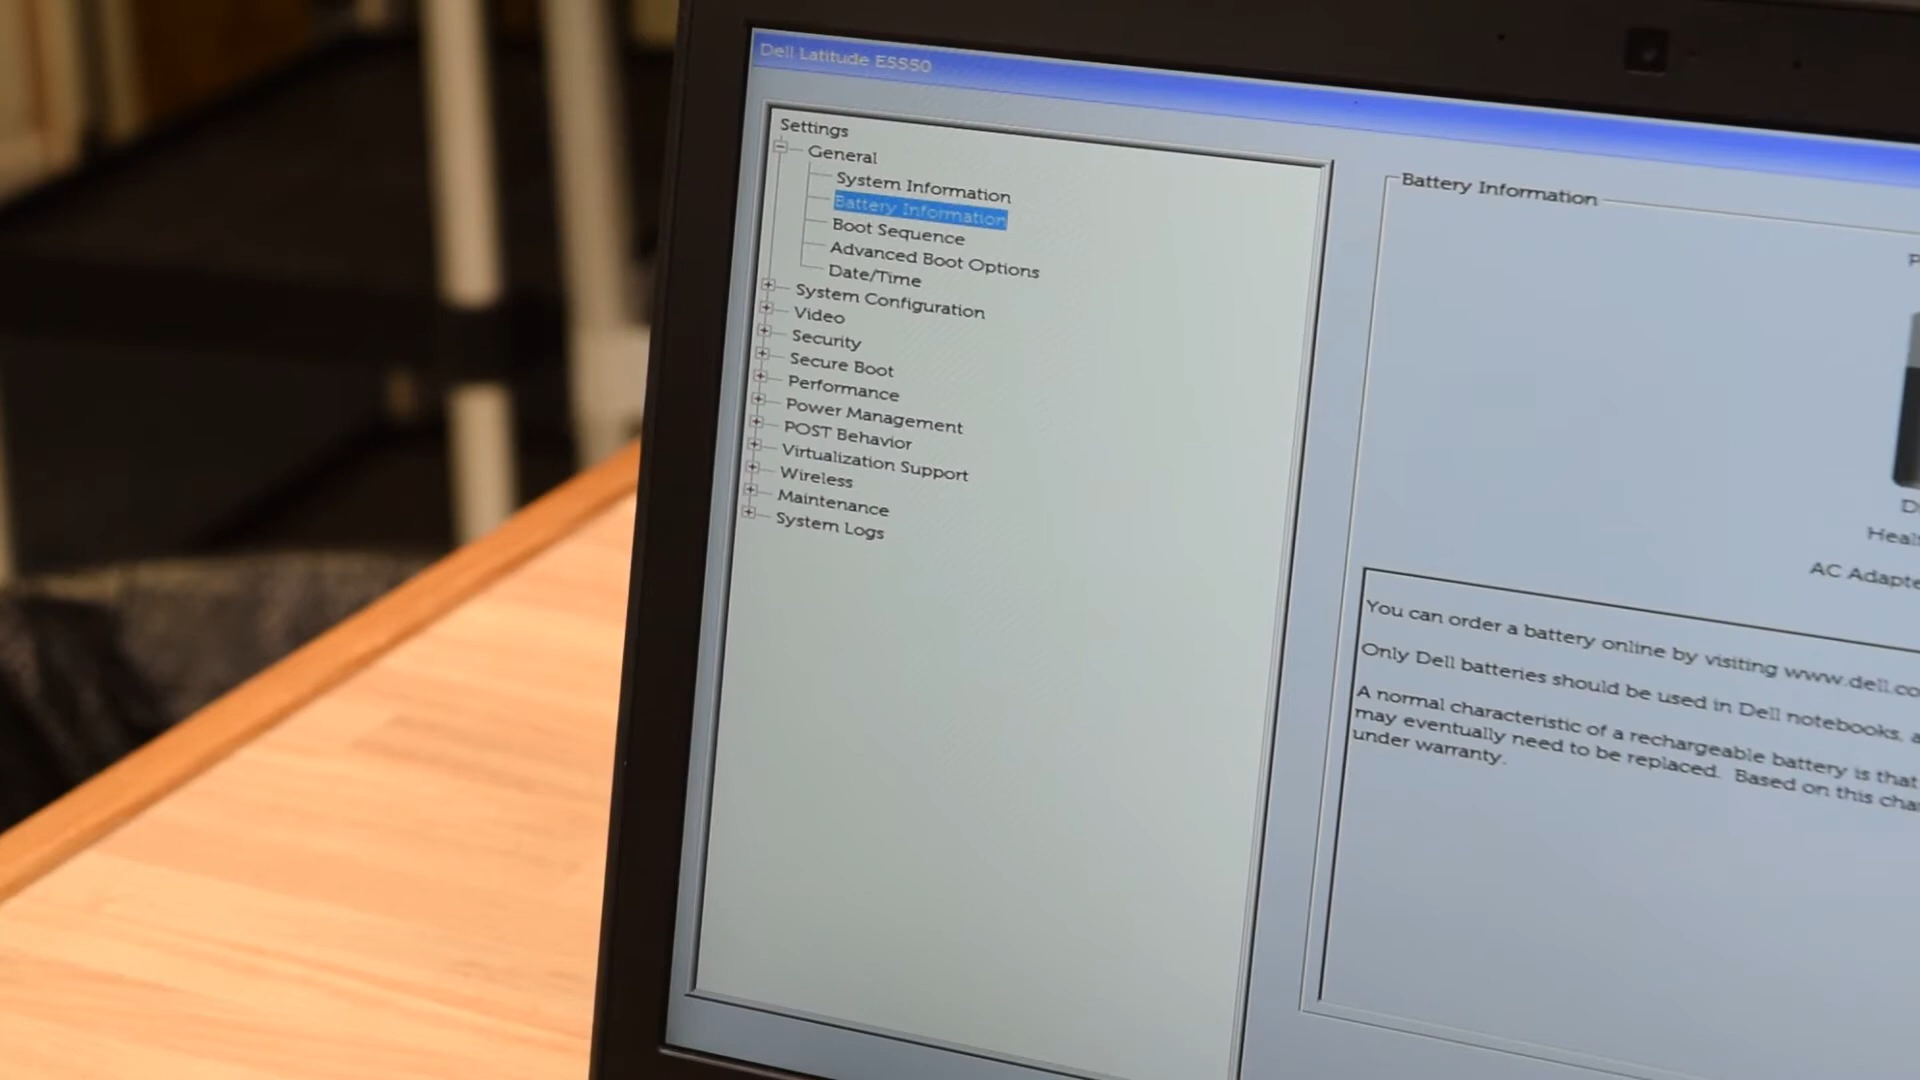 Dell Latitude E5550
Settings
General
System Information
Battery Information
Boot Sequence
Advanced Boot Options
Date/Time
System Configuration
Video
Security
Secure Boot
Performance
Power Management
POST Behavior
Virtualization Support
Wireless
Maintenance
System Logs
Battery Information
Heal
AC Adapte
You can order a battery online by visiting www.dell.co
Only Dell batteries should be used in Dell notebooks, a
A normal characteristic of a rechargeable battery is that
may eventually need to be replaced. Based on this cha
under warranty.